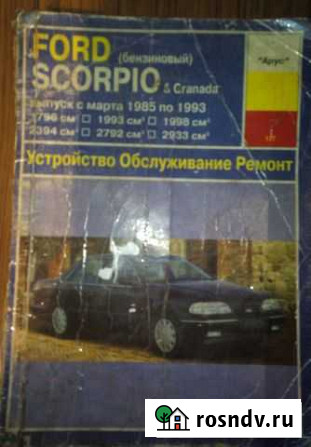 FORD
(бензиновый)
SCORPIO & Granada
выпуск с марта 1985 по 1993
1796 см³ □ 1993 см³ □ 1998 см³
2394 см³ □ 2792 см³ □ 2933 см³
"Арус"
Устройство Обслуживание Ремонт
rosndv.ru